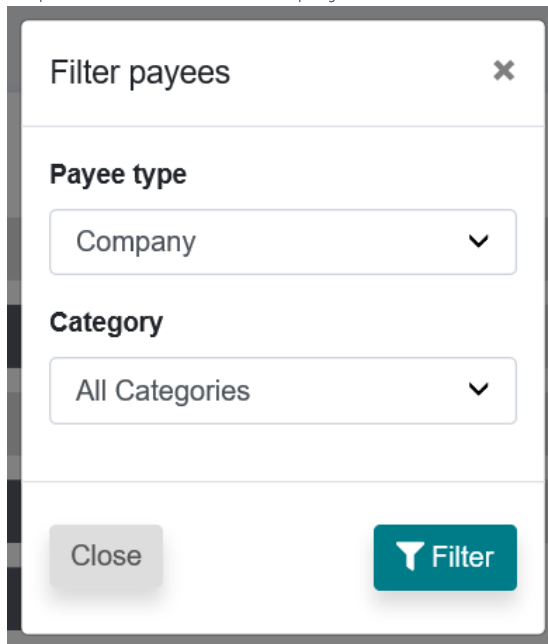 Filter payees
Payee type
Company
Category
All Categories
Close
Filter